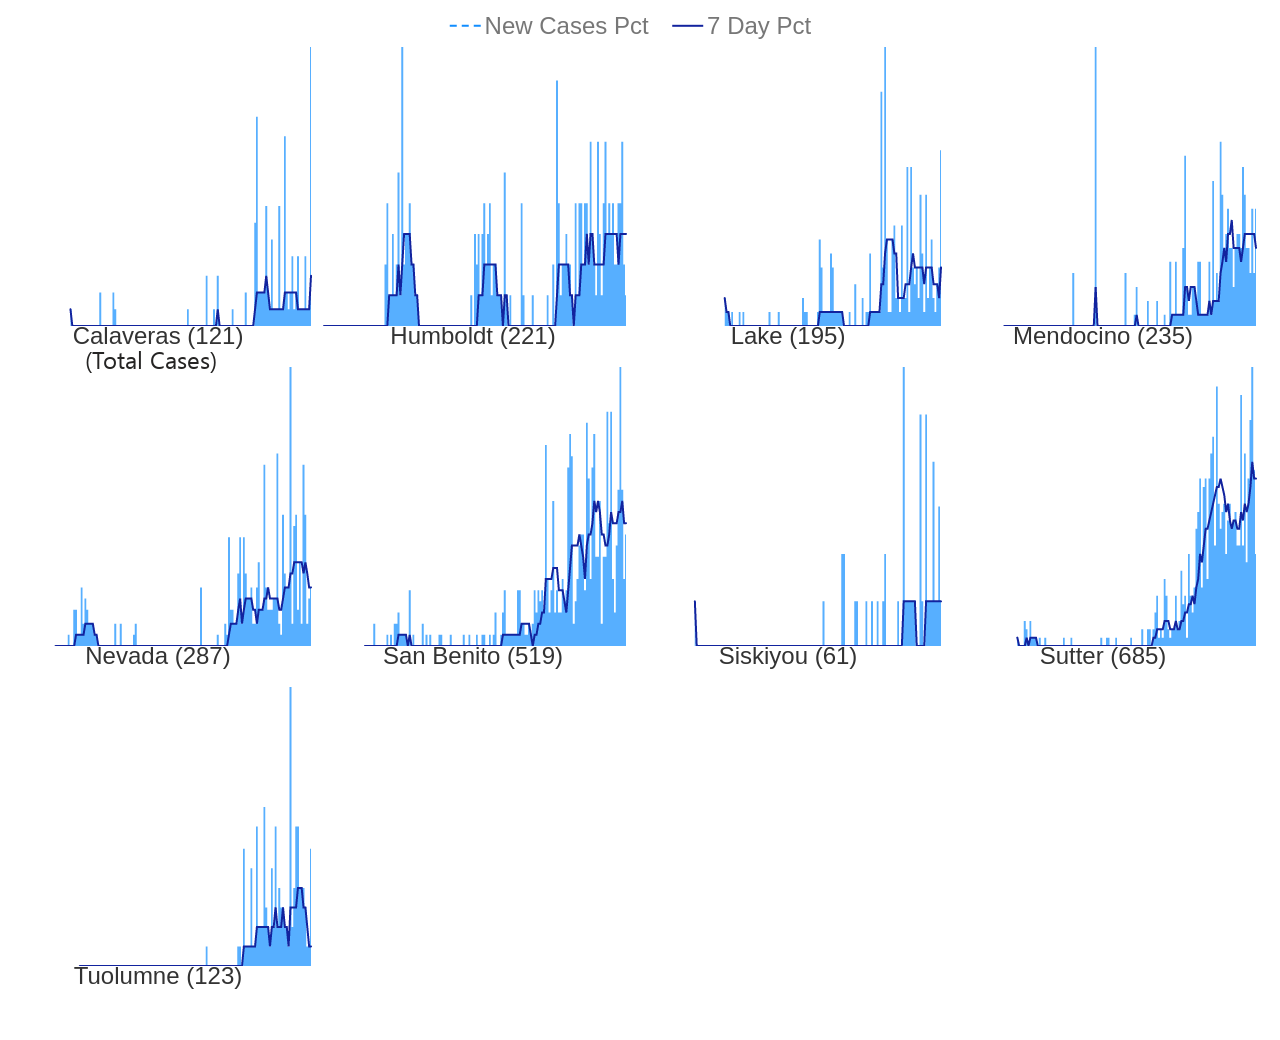 New Cases Pct 7 Day Pct
Calaveras (121) Humboldt (221) Lake (195) Mendocino (235)
(Total Cases)
Nevada (287) San Benito (519) Siskiyou (61) Sutter (685)
Tuolumne (123)